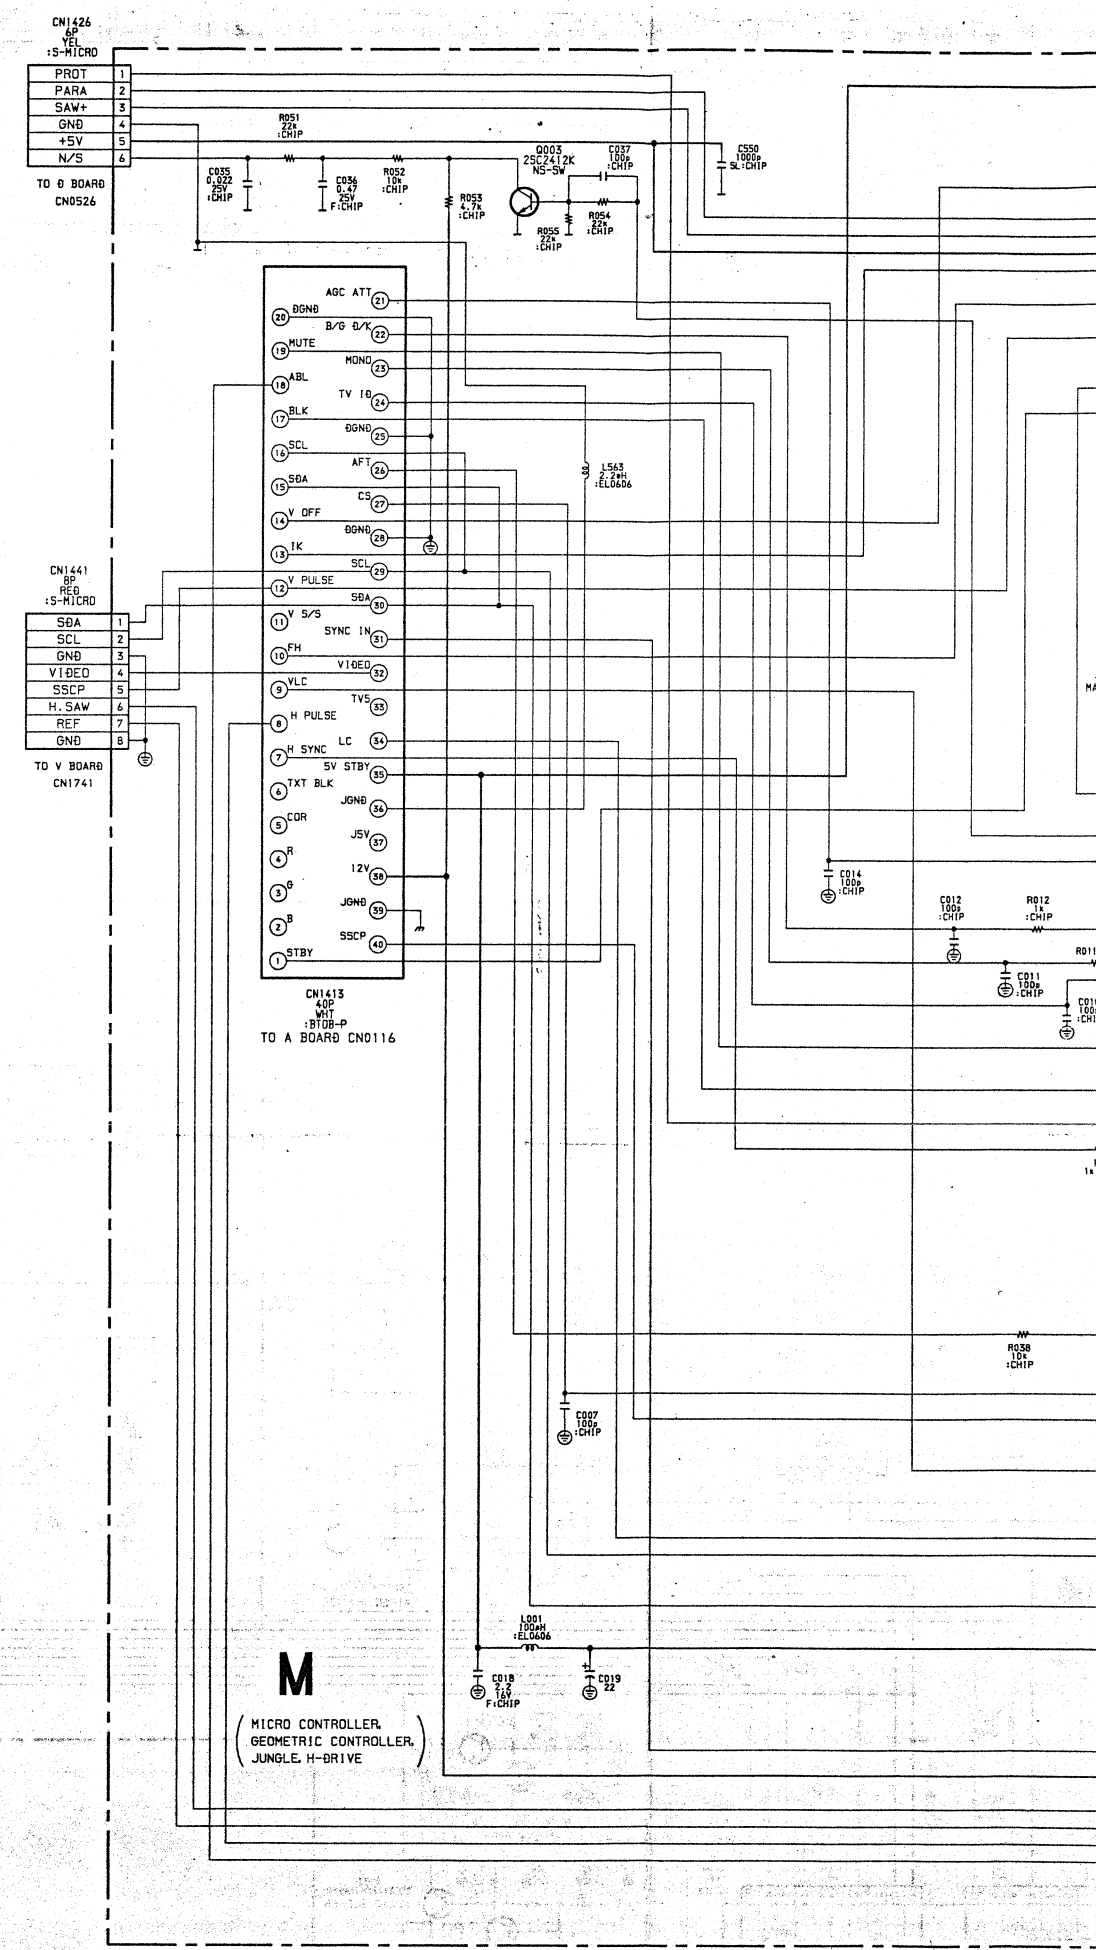 CN1426
6P
YEL
:S-MICRO
PROT 1
PARA 2
SAW+ 3
GND 4
+5V 5
N/S 6
TO D BOARD
CN0526
R051
22k
:CHIP
C035
0.022
25V
:CHIP
C036
0.47
25V
F:CHIP
R052
10k
:CHIP
R053
4.7k
:CHIP
Q003
2SC2412K
NS-SW
C037
100p
:CHIP
R055
22k
:CHIP
R054
22k
:CHIP
C550
1000p
SL:CHIP
AGC ATT 21
20 DGND
B/G D/K 22
19 MUTE
MONO 23
18 ABL
TV ID 24
17 BLK
DGND 25
16 SCL
AFT 26
15 SDA
CS 27
14 V OFF
DGND 28
13 IK
SCL 29
12 V PULSE
SDA 30
11 V S/S
SYNC IN 31
10 FH
VIDEO 32
9 VLC
TV5 33
8 H PULSE
LC 34
7 H SYNC
5V STBY 35
6 TXT BLK
JGND 36
5 COR
J5V 37
4 R
12V 38
3 G
JGND 39
2 B
SSCP 40
1 STBY
CN1413
40P
WHT
:BTOB-P
TO A BOARD CN0116
L563
2.2µH
:EL0606
CN1441
8P
RED
:S-MICRO
SDA 1
SCL 2
GND 3
VIDEO 4
SSCP 5
H.SAW 6
REF 7
GND 8
TO V BOARD
CN1741
MA
C014
100p
:CHIP
C012
100p
:CHIP
R012
1k
:CHIP
R011
C011
100p
:CHIP
C010
100p
:CHI
1k
R038
10k
:CHIP
C007
100p
:CHIP
L001
100µH
:EL0606
C018
2.2
16V
F:CHIP
C019
22
M
(MICRO CONTROLLER,
GEOMETRIC CONTROLLER,
JUNGLE, H-DRIVE)